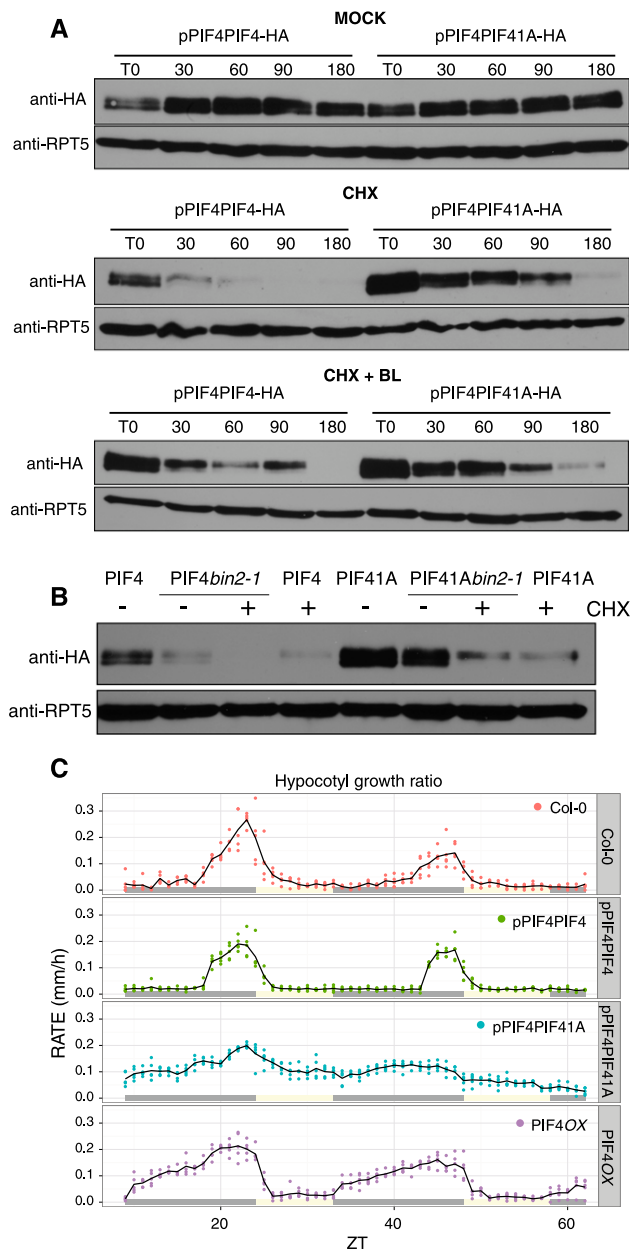 A
MOCK
pPIF4PIF4-HA pPIF4PIF41A-HA
T0 30 60 90 180 T0 30 60 90 180
anti-HA
anti-RPT5
CHX
pPIF4PIF4-HA pPIF4PIF41A-HA
T0 30 60 90 180 T0 30 60 90 180
anti-HA
anti-RPT5
CHX + BL
pPIF4PIF4-HA pPIF4PIF41A-HA
T0 30 60 90 180 T0 30 60 90 180
anti-HA
anti-RPT5
B
PIF4 PIF4bin2-1 PIF4 PIF41A PIF41Abin2-1 PIF41A
- - + + - - + + CHX
anti-HA
anti-RPT5
C
Hypocotyl growth ratio
RATE (mm/h)
0.3
0.2
0.1
0.0
Col-0
Col-0
0.3
0.2
0.1
0.0
pPIF4PIF4
pPIF4PIF4
0.3
0.2
0.1
0.0
pPIF4PIF41A
pPIF4PIF41A
0.3
0.2
0.1
0.0
PIF4OX
PIF4OX
20 40 60
ZT